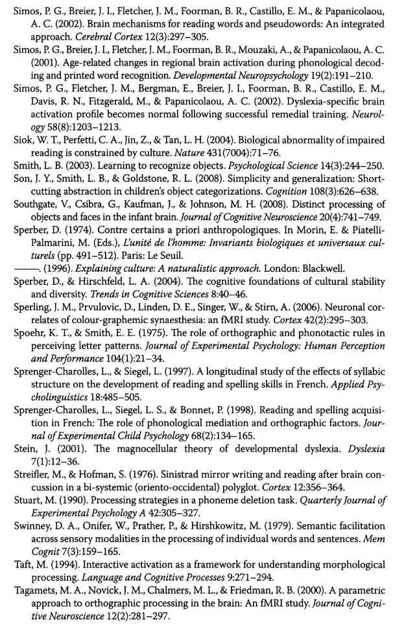 Simos, P. G., Breier, J. I., Fletcher, J. M., Foorman, B. R., Castillo, E. M., & Papanicolaou,
A. C. (2002). Brain mechanisms for reading words and pseudowords: An integrated
approach. Cerebral Cortex 12(3):297–305.
Simos, P. G., Breier, J. I., Fletcher, J. M., Foorman, B. R., Mouzaki, A., & Papanicolaou, A. C.
(2001). Age-related changes in regional brain activation during phonological decod-
ing and printed word recognition. Developmental Neuropsychology 19(2):191–210.
Simos, P. G., Fletcher, J. M., Bergman, E., Breier, J. I., Foorman, B. R., Castillo, E. M.,
Davis, R. N., Fitzgerald, M., & Papanicolaou, A. C. (2002). Dyslexia-specific brain
activation profile becomes normal following successful remedial training. Neurol-
ogy 58(8):1203–1213.
Siok, W. T., Perfetti, C. A., Jin, Z., & Tan, L. H. (2004). Biological abnormality of impaired
reading is constrained by culture. Nature 431(7004):71–76.
Smith, L. B. (2003). Learning to recognize objects. Psychological Science 14(3):244–250.
Son, J. Y., Smith, L. B., & Goldstone, R. L. (2008). Simplicity and generalization: Short-
cutting abstraction in children's object categorizations. Cognition 108(3):626–638.
Southgate, V., Csibra, G., Kaufman, J., & Johnson, M. H. (2008). Distinct processing of
objects and faces in the infant brain. Journal of Cognitive Neuroscience 20(4):741–749.
Sperber, D. (1974). Contre certains a priori anthropologiques. In Morin, E. & Piatelli-
Palmarini, M. (Eds.), L'unité de l'homme: Invariants biologiques et universaux cul-
turels (pp. 491–512). Paris: Le Seuil.
———. (1996). Explaining culture: A naturalistic approach. London: Blackwell.
Sperber, D., & Hirschfeld, L. A. (2004). The cognitive foundations of cultural stability
and diversity. Trends in Cognitive Sciences 8:40–46.
Sperling, J. M., Prvulovic, D., Linden, D. E., Singer, W., & Stirn, A. (2006). Neuronal cor-
relates of colour-graphemic synaesthesia: an fMRI study. Cortex 42(2):295–303.
Spoehr, K. T., & Smith, E. E. (1975). The role of orthographic and phonotactic rules in
perceiving letter patterns. Journal of Experimental Psychology: Human Perception
and Performance 104(1):21–34.
Sprenger-Charolles, L., & Siegel, L. (1997). A longitudinal study of the effects of syllabic
structure on the development of reading and spelling skills in French. Applied Psy-
cholinguistics 18:485–505.
Sprenger-Charolles, L., Siegel, L. S., & Bonnet, P. (1998). Reading and spelling acquisi-
tion in French: The role of phonological mediation and orthographic factors. Jour-
nal of Experimental Child Psychology 68(2):134–165.
Stein, J. (2001). The magnocellular theory of developmental dyslexia. Dyslexia
7(1):12–36.
Streifler, M., & Hofman, S. (1976). Sinistrad mirror writing and reading after brain con-
cussion in a bi-systemic (oriento-occidental) polyglot. Cortex 12:356–364.
Stuart, M. (1990). Processing strategies in a phoneme deletion task. Quarterly Journal of
Experimental Psychology A 42:305–327.
Swinney, D. A., Onifer, W., Prather, P., & Hirshkowitz, M. (1979). Semantic facilitation
across sensory modalities in the processing of individual words and sentences. Mem
Cognit 7(3):159–165.
Taft, M. (1994). Interactive activation as a framework for understanding morphological
processing. Language and Cognitive Processes 9:271–294.
Tagamets, M. A., Novick, J. M., Chalmers, M. L., & Friedman, R. B. (2000). A parametric
approach to orthographic processing in the brain: An fMRI study. Journal of Cogni-
tive Neuroscience 12(2):281–297.